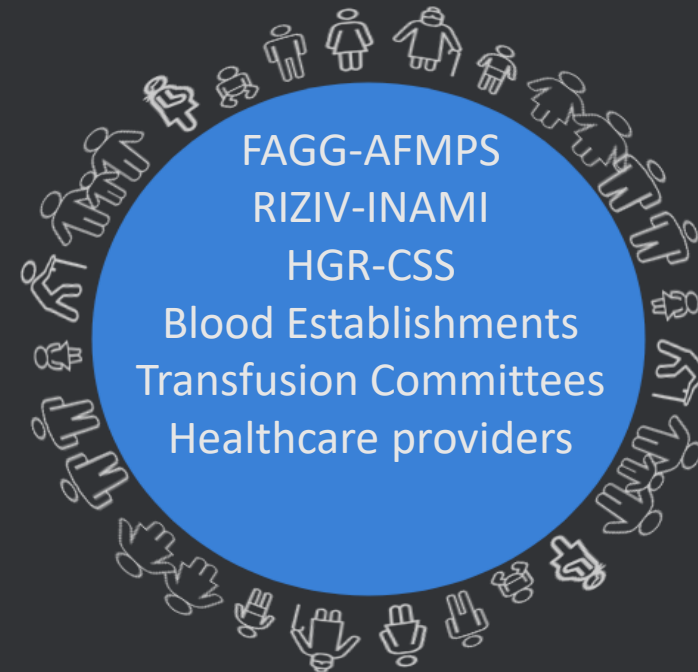 FAGG-AFMPS
RIZIV-INAMI
HGR-CSS
Blood Establishments
Transfusion Committees
Healthcare providers